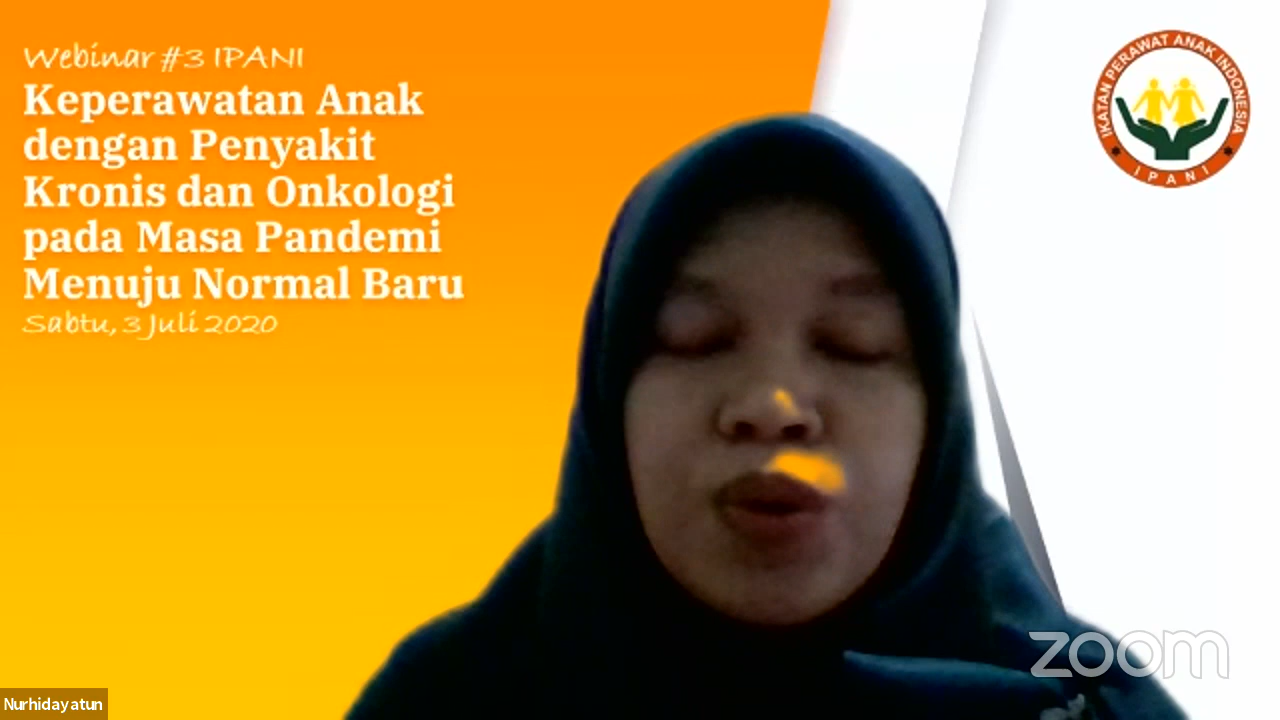 Webinar #3 IPANI
Keperawatan Anak
dengan Penyakit
Kronis dan Onkologi
pada Masa Pandemi
Menuju Normal Baru
Sabtu, 3 Juli 2020
IKATAN PERAWAT ANAK INDONESIA
IPANI
zoom
Nurhidayatun